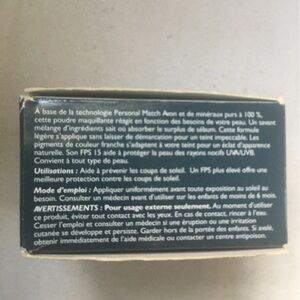 À base de la technologie Personal Match Avon et de minéraux purs à 100 %,
cette poudre maquillante réagit en fonction des besoins de votre peau. Un savant
mélange d'ingrédients sait où absorber le surplus de sébum. Cette formule
légère s'applique sans laisser de démarcation pour un teint impeccable. Les
pigments de couleur franche s'adaptent à votre teint pour un éclat d'apparence
naturelle. Son FPS 15 aide à protéger la peau des rayons nocifs UVA/UVB.
Convient à tout type de peau.
Utilisations : Aide à prévenir les coups de soleil. Un FPS plus élevé offre une
meilleure protection contre les coups de soleil.
Mode d'emploi : Appliquer uniformément avant toute exposition au soleil au
besoin. Consulter un médecin avant d'utiliser sur les enfants de moins de 6 mois.
AVERTISSEMENTS : Pour usage externe seulement. Au moment d'utiliser
ce produit, éviter tout contact avec les yeux. En cas de contact, rincer à l'eau.
Cesser l'emploi et consulter un médecin si une éruption ou une irritation
cutanée se développe et persiste. Garder hors de la portée des enfants. Si avalé,
obtenir immédiatement de l'aide médicale ou contacter un centre antipoison.